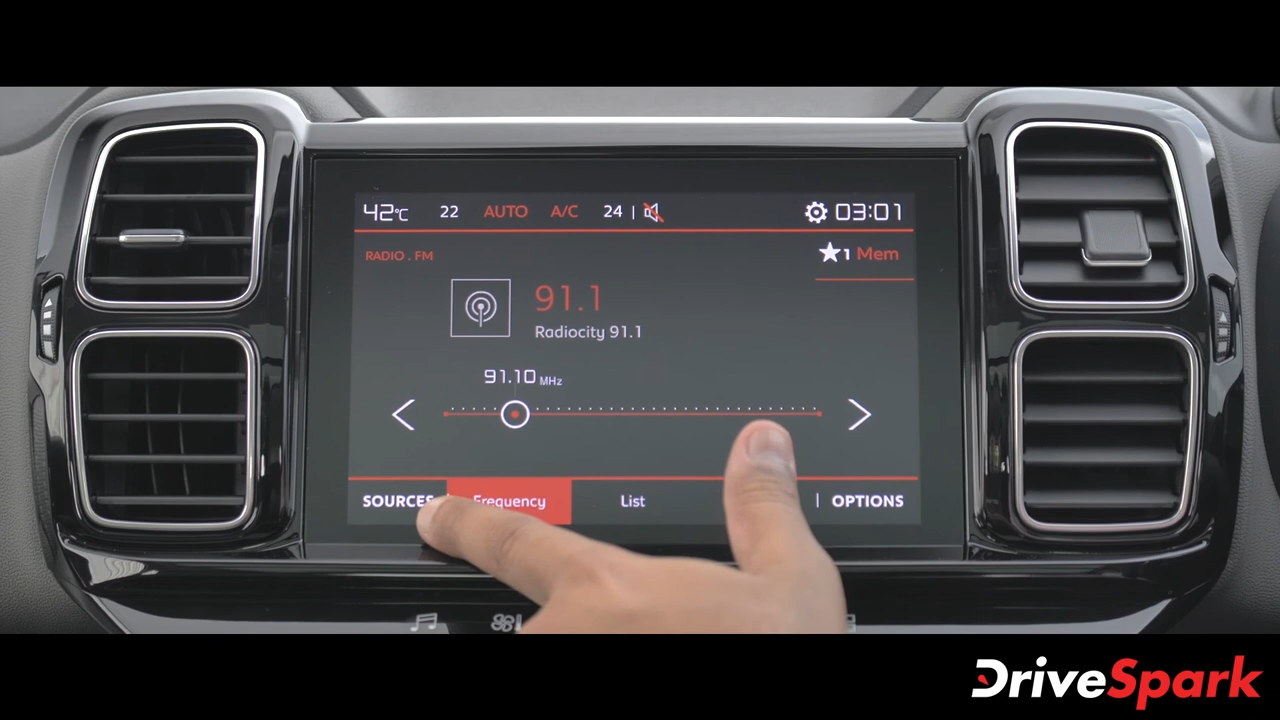 42°C 22 AUTO A/C 24 | 03:01
RADIO . FM
1 Mem
91.1
Radiocity 91.1
91.10 MHz
SOURCES Frequency List | OPTIONS
DriveSpark